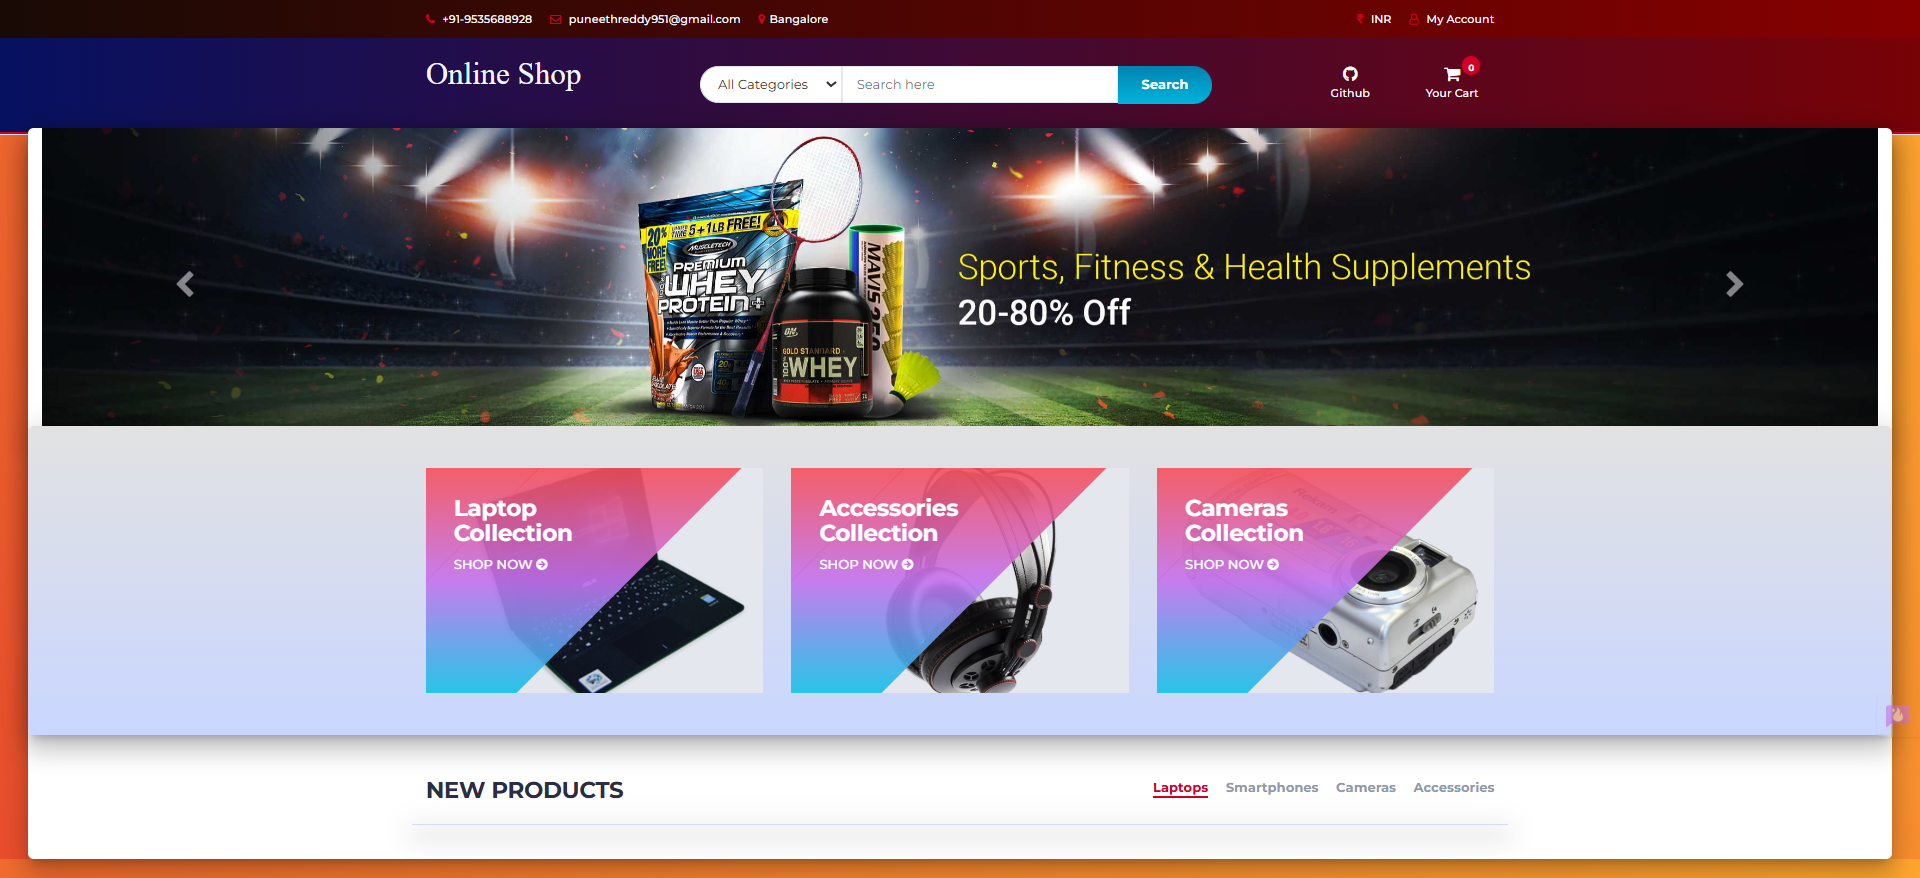 +91-9535688928 puneethreddy951@gmail.com Bangalore INR My Account
Online Shop
All Categories Search here Search
Github
0
Your Cart
20% MORE FREE!
5+1LB FREE!
MUSCLETECH
PREMIUM
WHEY
PROTEIN+
MAVIS 350
ON
GOLD STANDARD
100% WHEY
Sports, Fitness & Health Supplements
20-80% Off
Laptop
Collection
SHOP NOW
Accessories
Collection
SHOP NOW
Cameras
Collection
SHOP NOW
NEW PRODUCTS
Laptops Smartphones Cameras Accessories